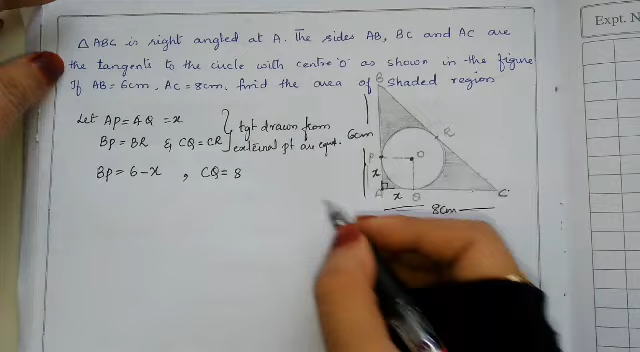 △ ABC is right angled at A. The sides AB, BC and AC are
the tangents to the circle with centre 'O' as shown in the figure
If AB = 6cm, AC = 8cm, find the area of shaded region
Let AP = AQ = x
BP = BR & CQ = CR
tgt drawn from
external pt are equal.
BP = 6 - x , CQ = 8
B
6cm
R
P
O
x
A
x
Q
C
8cm
Expt. N